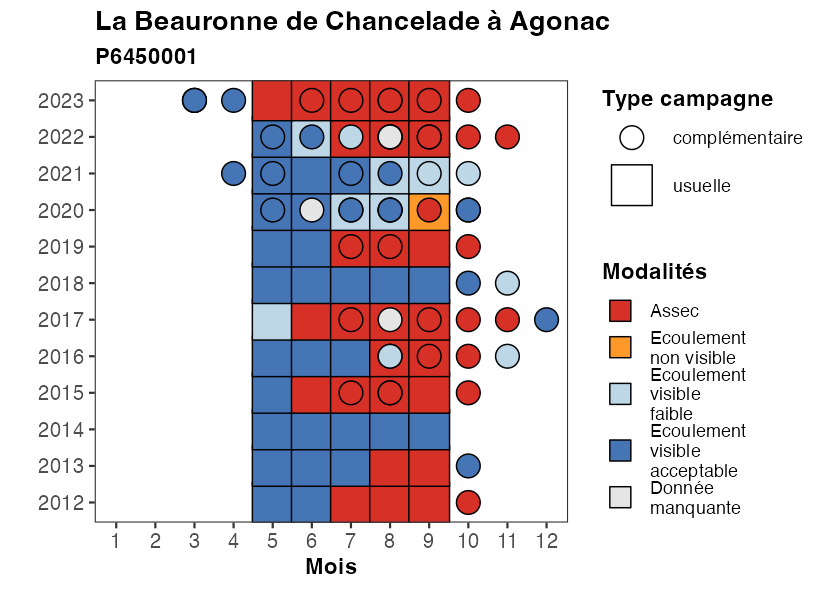 La Beauronne de Chancelade à Agonac
P6450001
2023
2022
2021
2020
2019
2018
2017
2016
2015
2014
2013
2012
1 2 3 4 5 6 7 8 9 10 11 12
Mois
Type campagne
complémentaire
usuelle
Modalités
Assec
Ecoulement
non visible
Ecoulement
visible
faible
Ecoulement
visible
acceptable
Donnée
manquante